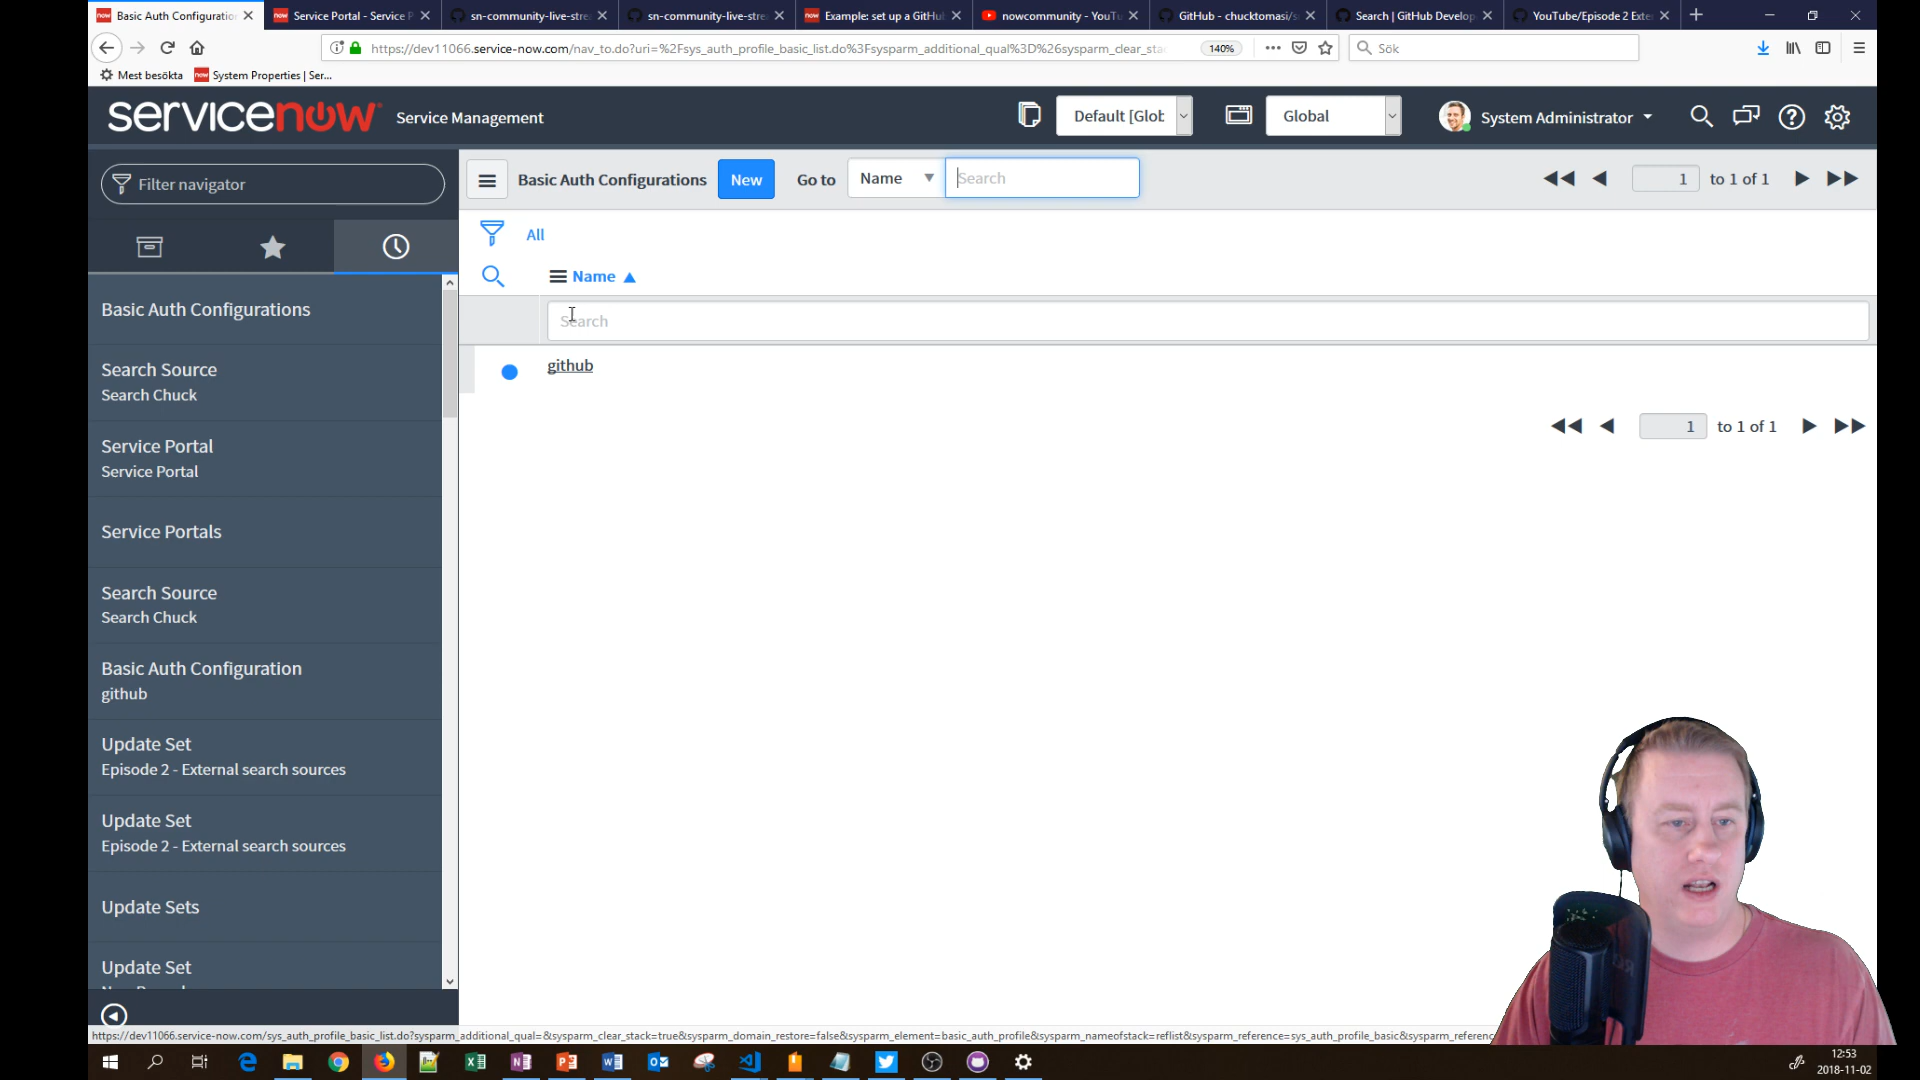 Basic Auth Configuration
Service Portal - Service P
sn-community-live-stre
sn-community-live-stre
Example: set up a GitHu
nowcommunity - YouTu
GitHub - chucktomasi/s
Search | GitHub Develop
YouTube/Episode 2 Exte
https://dev11066.service-now.com/nav_to.do?uri=%2Fsys_auth_profile_basic_list.do%3Fsysparm_additional_qual%3D%26sysparm_clear_sta
140%
Sök
Mest besökta
now System Properties | Ser...
servicenow
Service Management
Default [Glob
Global
System Administrator
Filter navigator
Basic Auth Configurations
New
Go to
Name
Search
1 to 1 of 1
All
Name
Search
github
1 to 1 of 1
Basic Auth Configurations
Search Source
Search Chuck
Service Portal
Service Portal
Service Portals
Search Source
Search Chuck
Basic Auth Configuration
github
Update Set
Episode 2 - External search sources
Update Set
Episode 2 - External search sources
Update Sets
Update Set
https://dev11066.service-now.com/sys_auth_profile_basic_list.do?sysparm_additional_qual=&sysparm_clear_stack=true&sysparm_domain_restore=false&sysparm_element=basic_auth_profile&sysparm_nameofstack=reflist&sysparm_reference=sys_auth_profile_basic&sysparm_referenc
12:53
2018-11-02